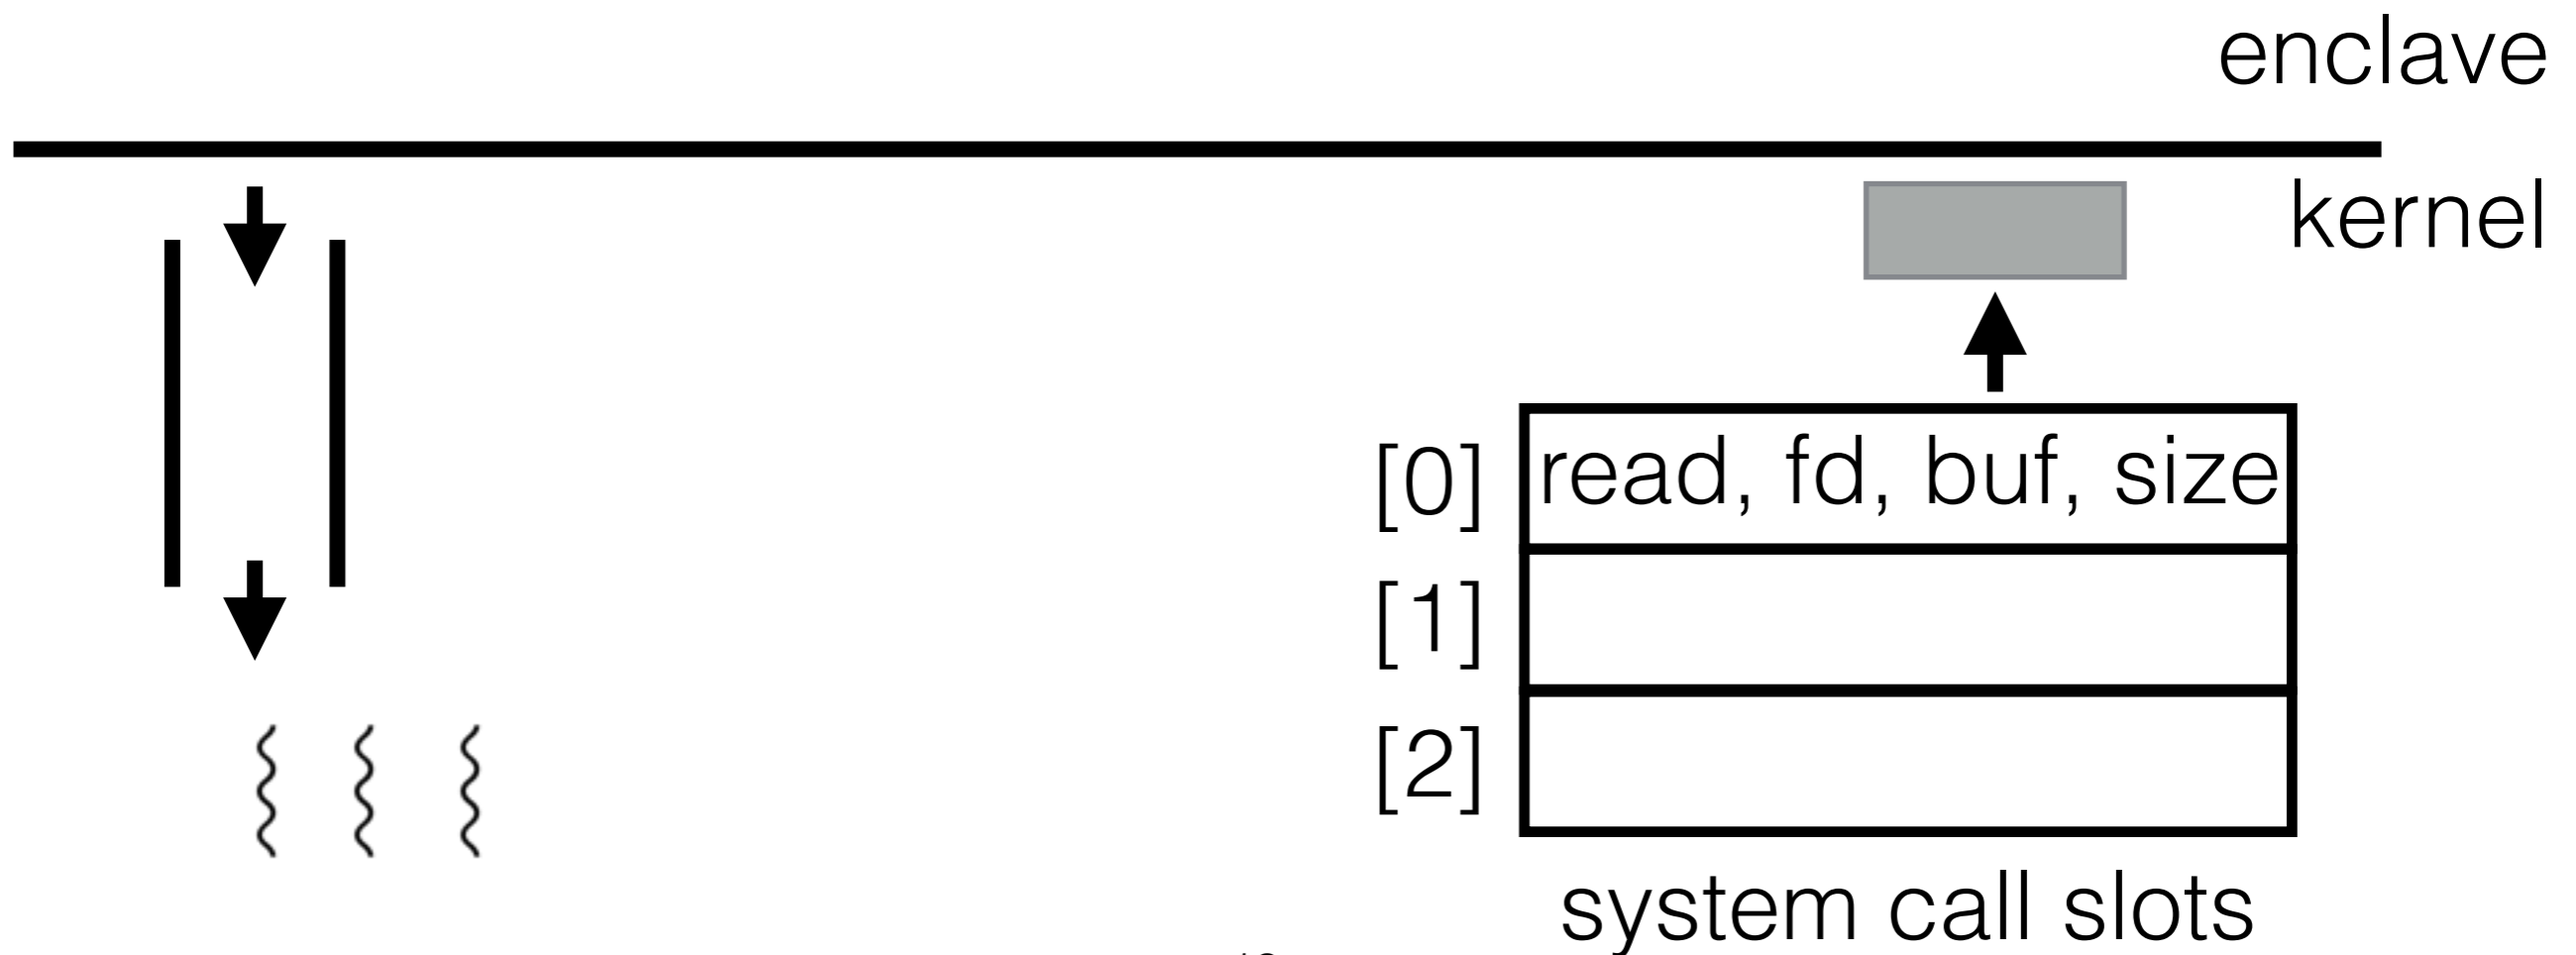 enclave
kernel
[0] read, fd, buf, size
[1]
[2]
system call slots